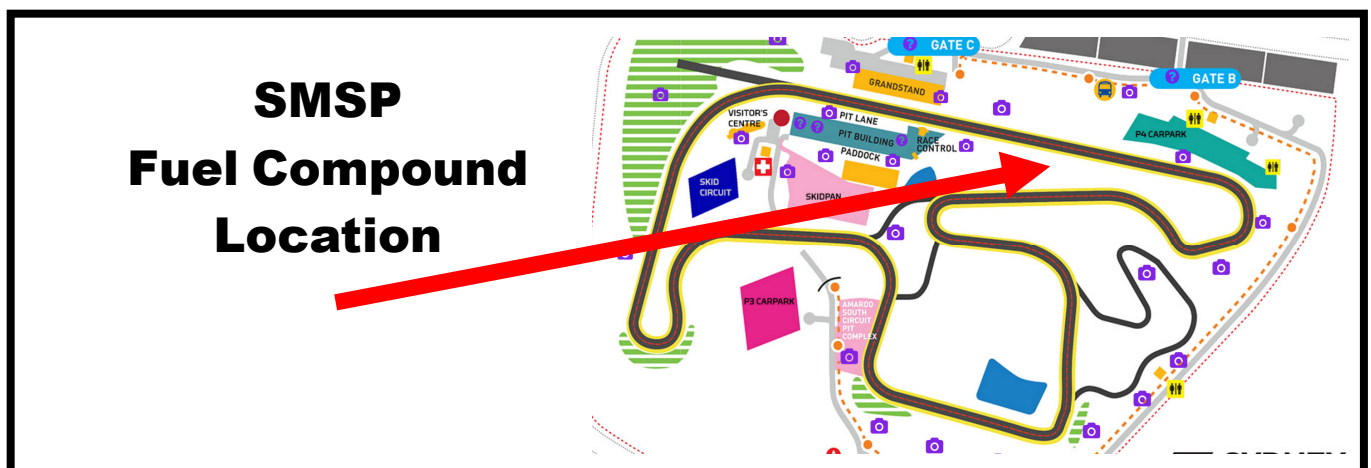 SMSP
Fuel Compound
Location
GATE C
GATE B
GRANDSTAND
VISITOR'S
CENTRE
PIT LANE
PIT BUILDING
RACE
CONTROL
PADDOCK
P4 CARPARK
SKID
CIRCUIT
SKIDPAN
P3 CARPARK
AMAROO
SOUTH
CIRCUIT
PIT
COMPLEX